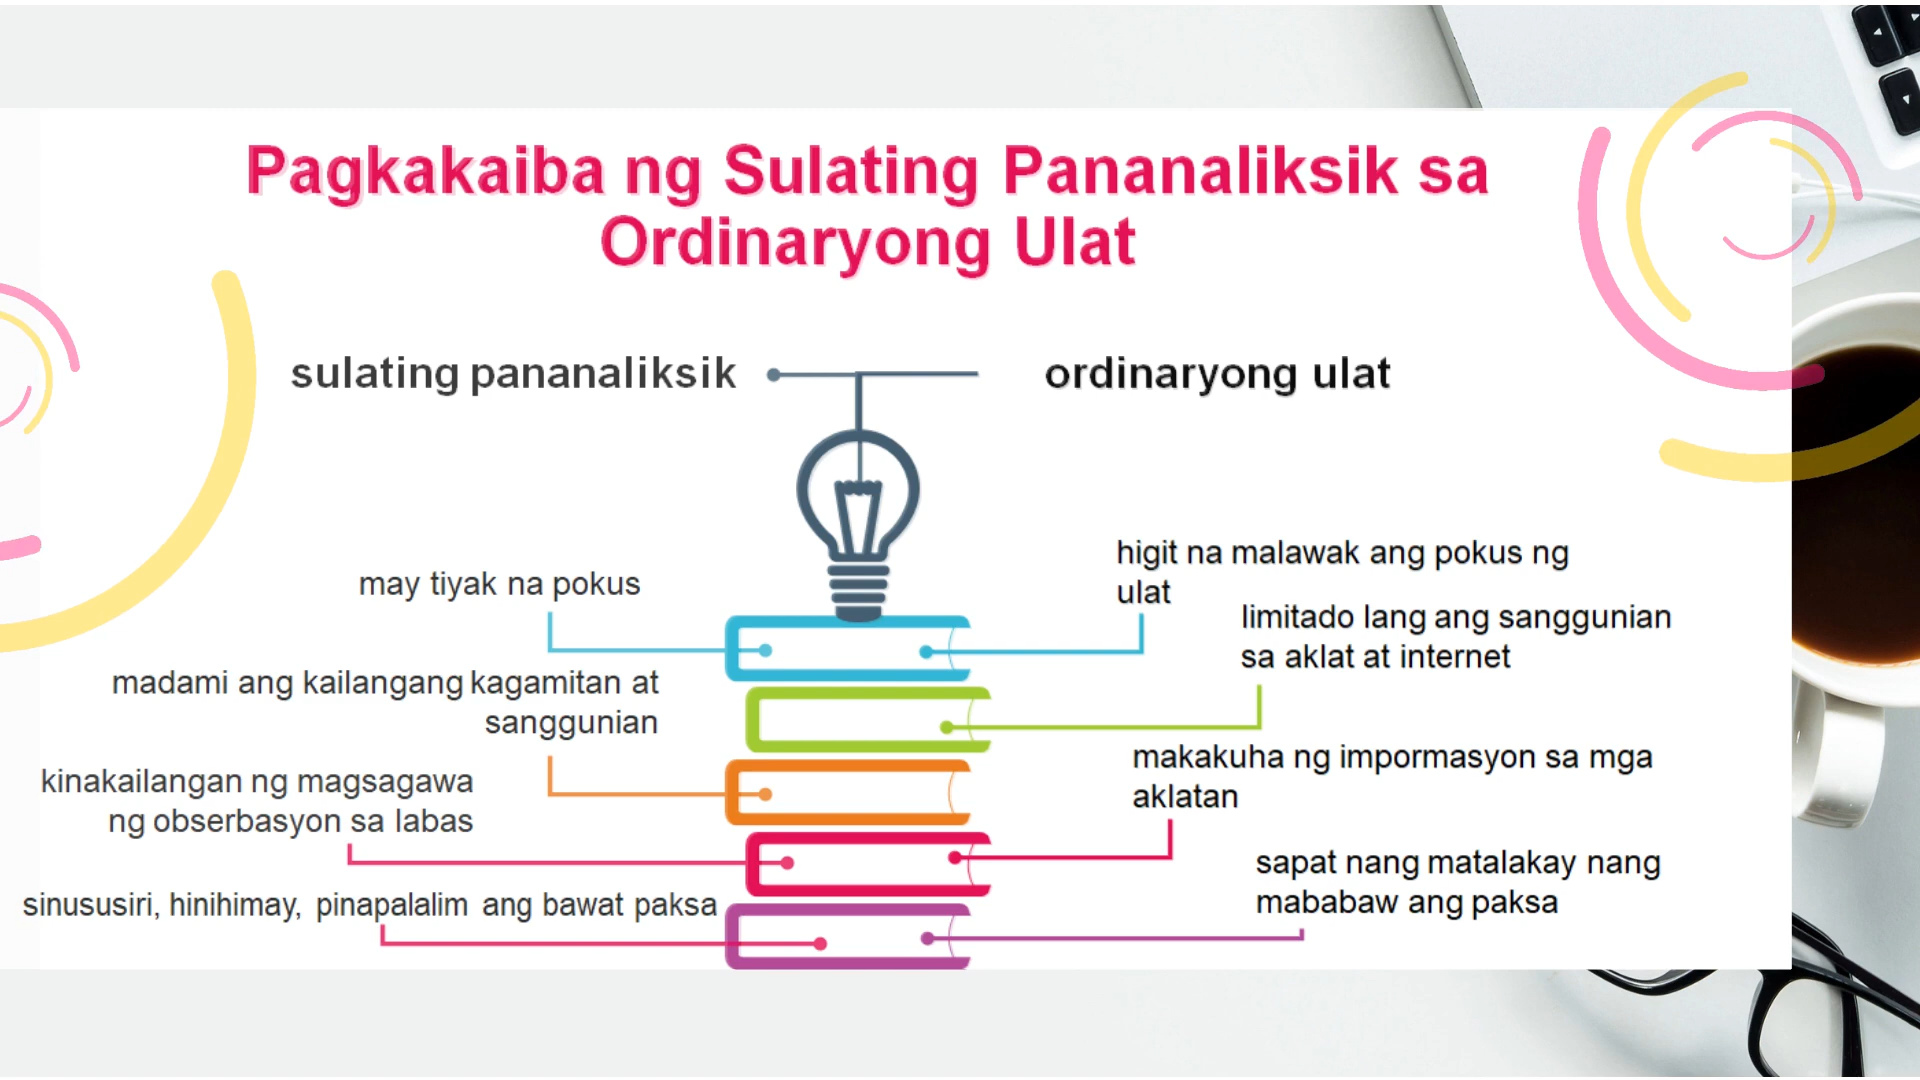 Pagkakaiba ng Sulating Pananaliksik sa
Ordinaryong Ulat
sulating pananaliksik
ordinaryong ulat
may tiyak na pokus
madami ang kailangang kagamitan at
sanggunian
kinakailangan ng magsagawa
ng obserbasyon sa labas
sinususiri, hinihimay, pinapalalim ang bawat paksa
higit na malawak ang pokus ng
ulat
limitado lang ang sanggunian
sa aklat at internet
makakuha ng impormasyon sa mga
aklatan
sapat nang matalakay nang
mababaw ang paksa